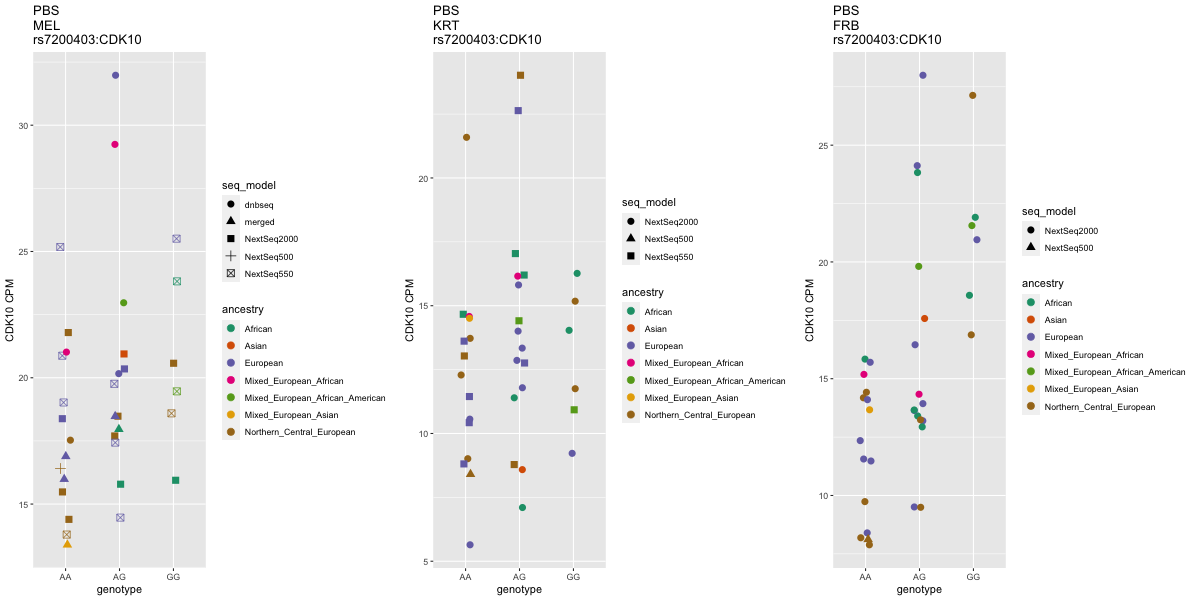 PBS
MEL
rs7200403:CDK10
CDK10 CPM
30
25
20
15
AA
AG
GG
genotype
seq_model
dnbseq
merged
NextSeq2000
NextSeq500
NextSeq550
ancestry
African
Asian
European
Mixed_European_African
Mixed_European_African_American
Mixed_European_Asian
Northern_Central_European
PBS
KRT
rs7200403:CDK10
CDK10 CPM
20
15
10
5
AA
AG
GG
genotype
seq_model
NextSeq2000
NextSeq500
NextSeq550
ancestry
African
Asian
European
Mixed_European_African
Mixed_European_African_American
Mixed_European_Asian
Northern_Central_European
PBS
FRB
rs7200403:CDK10
CDK10 CPM
25
20
15
10
AA
AG
GG
genotype
seq_model
NextSeq2000
NextSeq500
ancestry
African
Asian
European
Mixed_European_African
Mixed_European_African_American
Mixed_European_Asian
Northern_Central_European